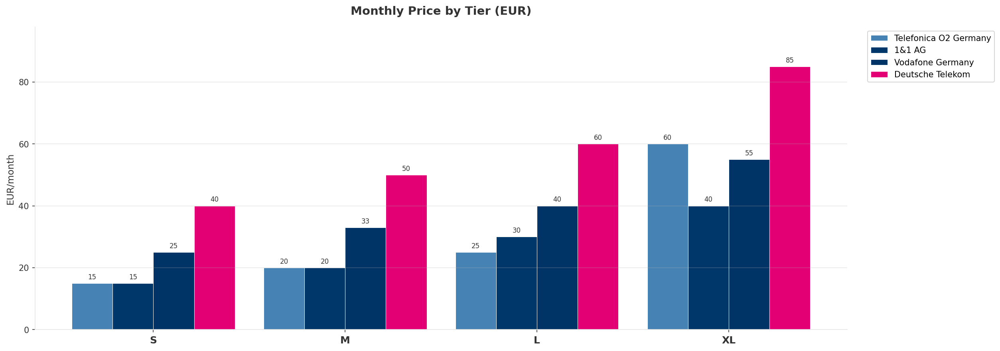 Monthly Price by Tier (EUR)
Telefonica O2 Germany
1&1 AG
Vodafone Germany
Deutsche Telekom
EUR/month
80
60
40
20
0
15
15
25
40
20
20
33
50
25
30
40
60
60
40
55
85
S
M
L
XL